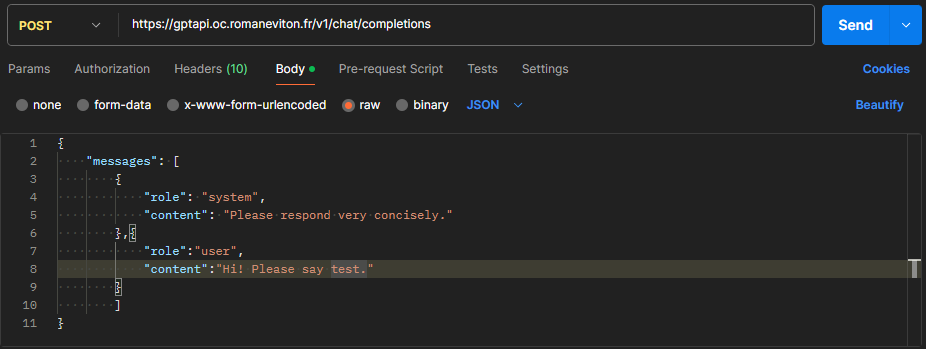 POST https://gptapi.oc.romaneviton.fr/v1/chat/completions Send
Params Authorization Headers (10) Body Pre-request Script Tests Settings Cookies
none form-data x-www-form-urlencoded raw binary JSON Beautify
1 {
2 "messages": [
3 {
4 "role": "system",
5 "content": "Please respond very concisely."
6 },{
7 "role":"user",
8 "content":"Hi! Please say test."
9 }
10 ]
11 }